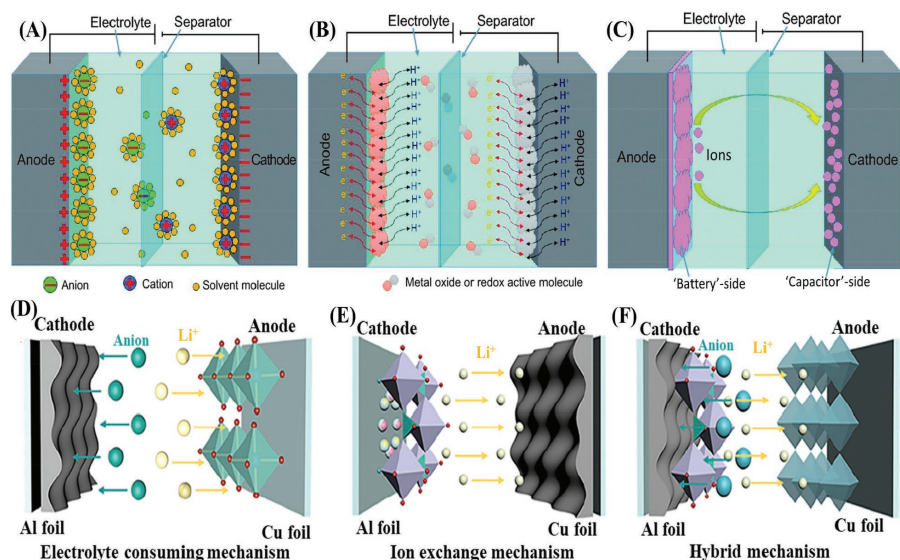 (A)
Electrolyte
Separator
Anode
Cathode
Anion
Cation
Solvent molecule
(B)
Electrolyte
Separator
Anode
Cathode
H⁺
H⁺
H⁺
H⁺
H⁺
H⁺
H⁺
H⁺
H⁺
H⁺
H⁺
H⁺
Metal oxide or redox active molecule
(C)
Electrolyte
Separator
Anode
Ions
Cathode
'Battery'-side
'Capacitor'-side
(D)
Cathode
Anode
Anion
Li⁺
Al foil
Cu foil
Electrolyte consuming mechanism
(E)
Cathode
Anode
Li⁺
Al foil
Cu foil
Ion exchange mechanism
(F)
Cathode
Anode
Anion
Li⁺
Al foil
Cu foil
Hybrid mechanism